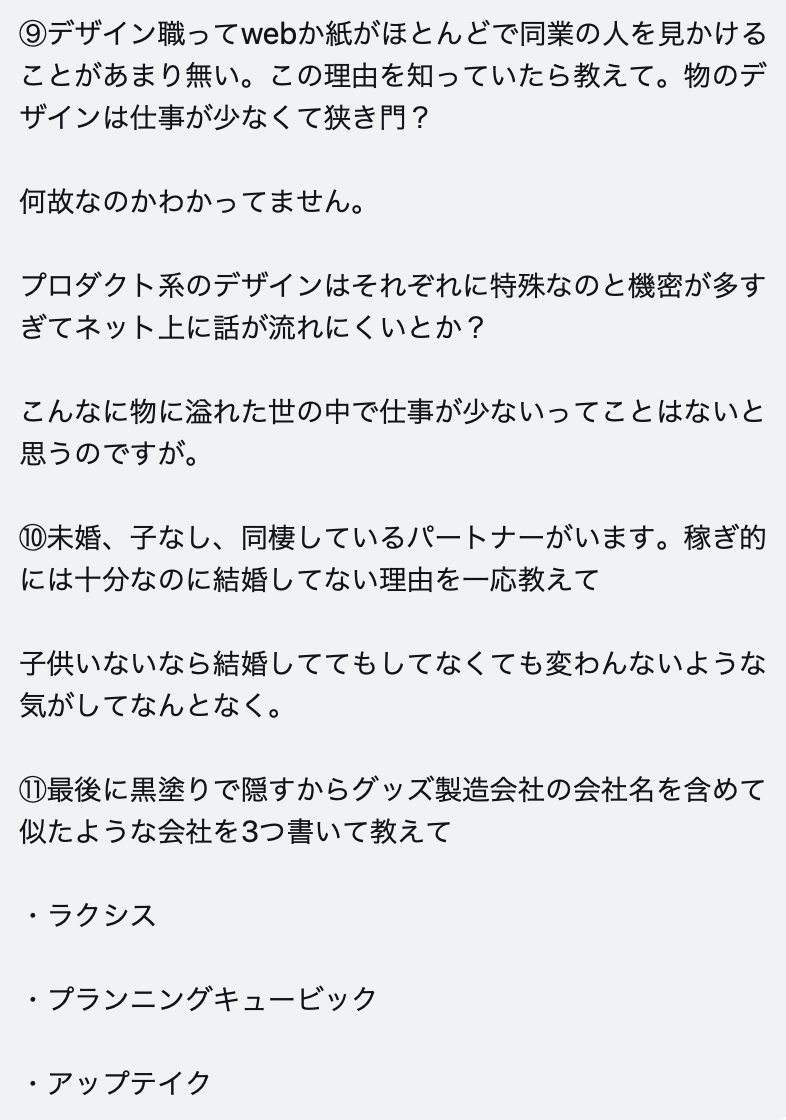 ⑨デザイン職ってwebか紙がほとんどで同業の人を見かける
ことがあまり無い。この理由を知っていたら教えて。物のデ
ザインは仕事が少なくて狭き門？
何故なのかわかってません。
プロダクト系のデザインはそれぞれに特殊なのと機密が多す
ぎてネット上に話が流れにくいとか？
こんなに物に溢れた世の中で仕事が少ないってことはないと
思うのですが。
⑩未婚、子なし、同棲しているパートナーがいます。稼ぎ的
には十分なのに結婚してない理由を一応教えて
子供いないなら結婚しててもしてなくても変わんないような
気がしてなんとなく。
⑪最後に黒塗りで隠すからグッズ製造会社の会社名を含めて
似たような会社を3つ書いて教えて
・ラクシス
・プランニングキュービック
・アップテイク